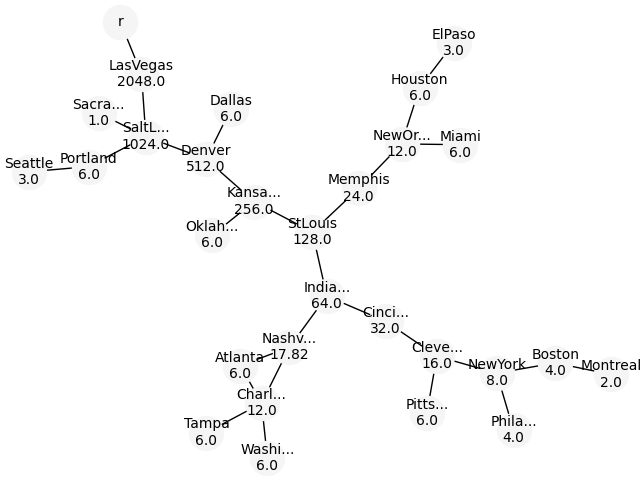 r
ElPaso
3.0
LasVegas
2048.0
Houston
6.0
Sacra...
1.0
Dallas
6.0
SaltL...
1024.0
NewOr...
12.0
Miami
6.0
Denver
512.0
Seattle
3.0
Portland
6.0
Memphis
24.0
Kansa...
256.0
Oklah...
6.0
StLouis
128.0
India...
64.0
Cinci...
32.0
Nashv...
17.82
Cleve...
16.0
Atlanta
6.0
NewYork
8.0
Boston
4.0
Montreal
2.0
Charl...
12.0
Pitts...
6.0
Tampa
6.0
Phila...
4.0
Washi...
6.0